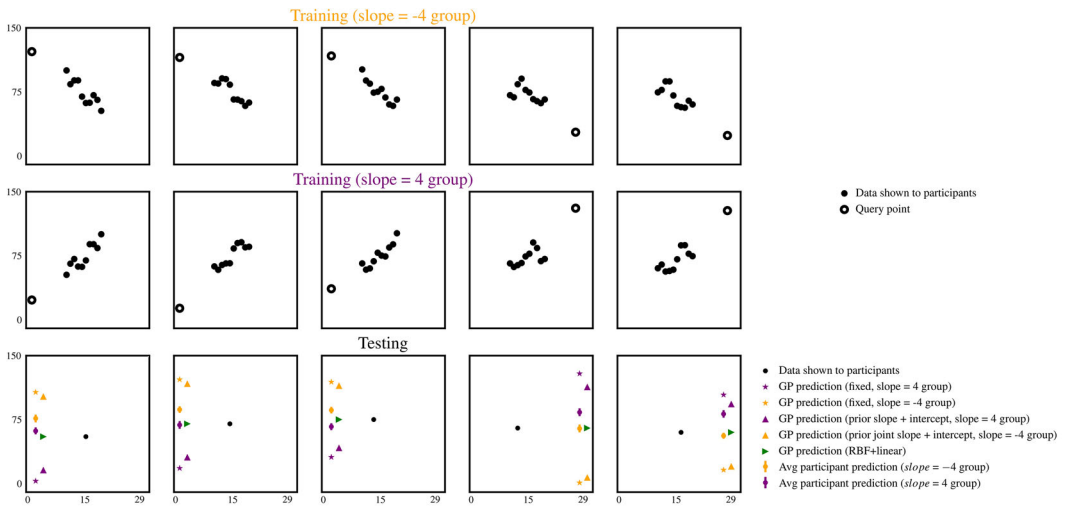 Training (slope = -4 group)
150
75
0
Training (slope = 4 group)
150
75
0
Data shown to participants
Query point
Testing
150
75
0
0 15 29
0 15 29
0 15 29
0 15 29
0 15 29
Data shown to participants
GP prediction (fixed, slope = 4 group)
GP prediction (fixed, slope = -4 group)
GP prediction (prior slope + intercept, slope = 4 group)
GP prediction (prior joint slope + intercept, slope = -4 group)
GP prediction (RBF+linear)
Avg participant prediction (slope = −4 group)
Avg participant prediction (slope = 4 group)